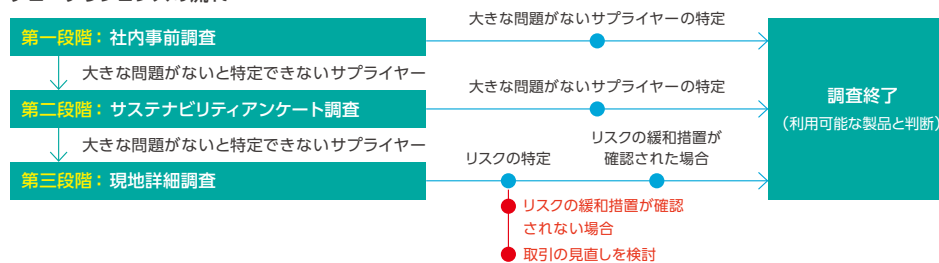 第一段階：社内事前調査
大きな問題がないサプライヤーの特定
大きな問題がないと特定できないサプライヤー
第二段階：サステナビリティアンケート調査
大きな問題がないサプライヤーの特定
大きな問題がないと特定できないサプライヤー
第三段階：現地詳細調査
リスクの特定
リスクの緩和措置が
確認された場合
リスクの緩和措置が確認
されない場合
取引の見直しを検討
調査終了
（利用可能な製品と判断）